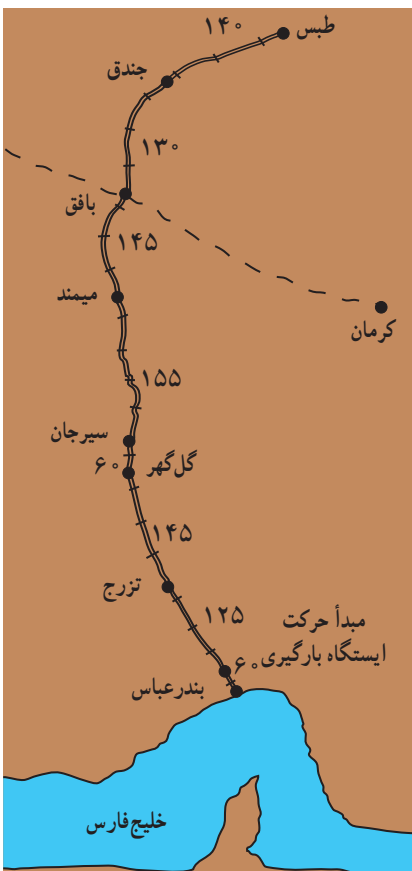 ۱۴۰
طبس
جندق
۱۳۰
بافق
۱۴۵
میمند
کرمان
۱۵۵
سیرجان
گل‌گهر
۶۰
۱۴۵
تزرج
۱۲۵
مبدأ حرکت
ایستگاه بارگیری
۶۰
بندرعباس
خلیج‌فارس